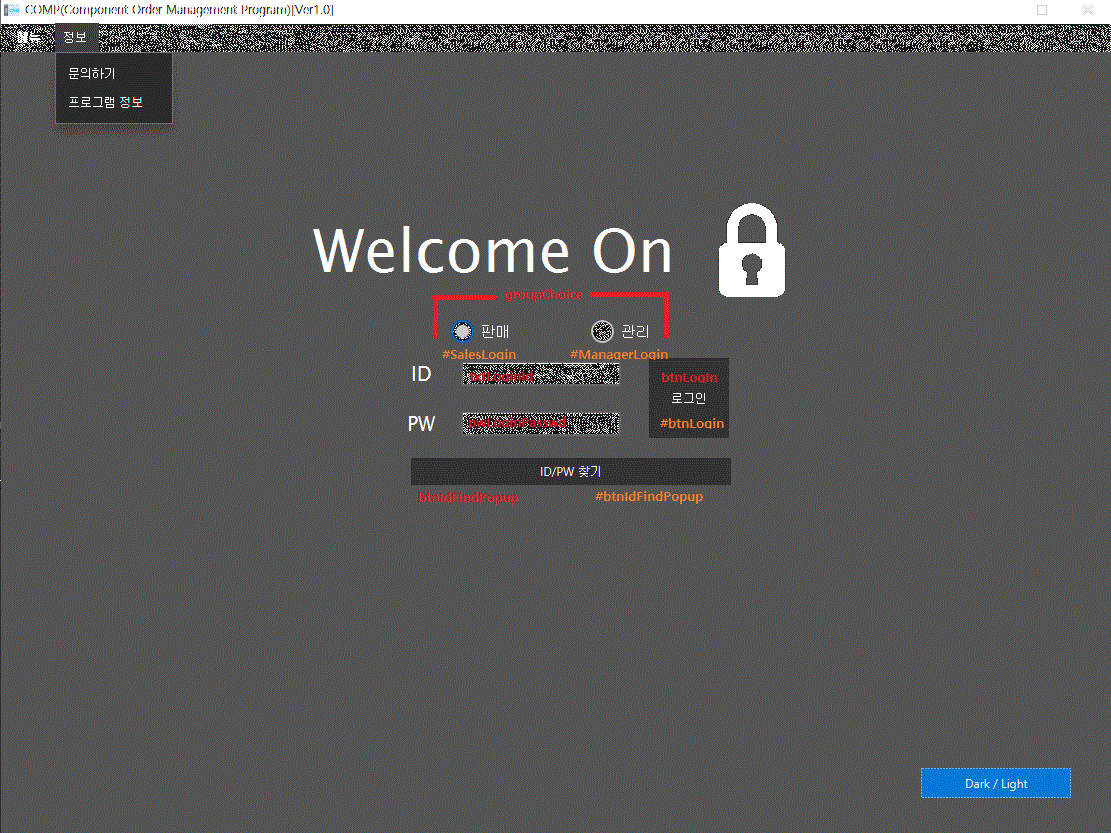 COMP(Component Order Management Program)[Ver1.0]
메뉴 정보
문의하기
프로그램 정보
Welcome On
groupChoice
판매 관리
#SalesLogin #ManagerLogin
ID
btnLogin
로그인
PW
#btnLogin
ID/PW 찾기
btnIdFindPopup #btnIdFindPopup
Dark / Light